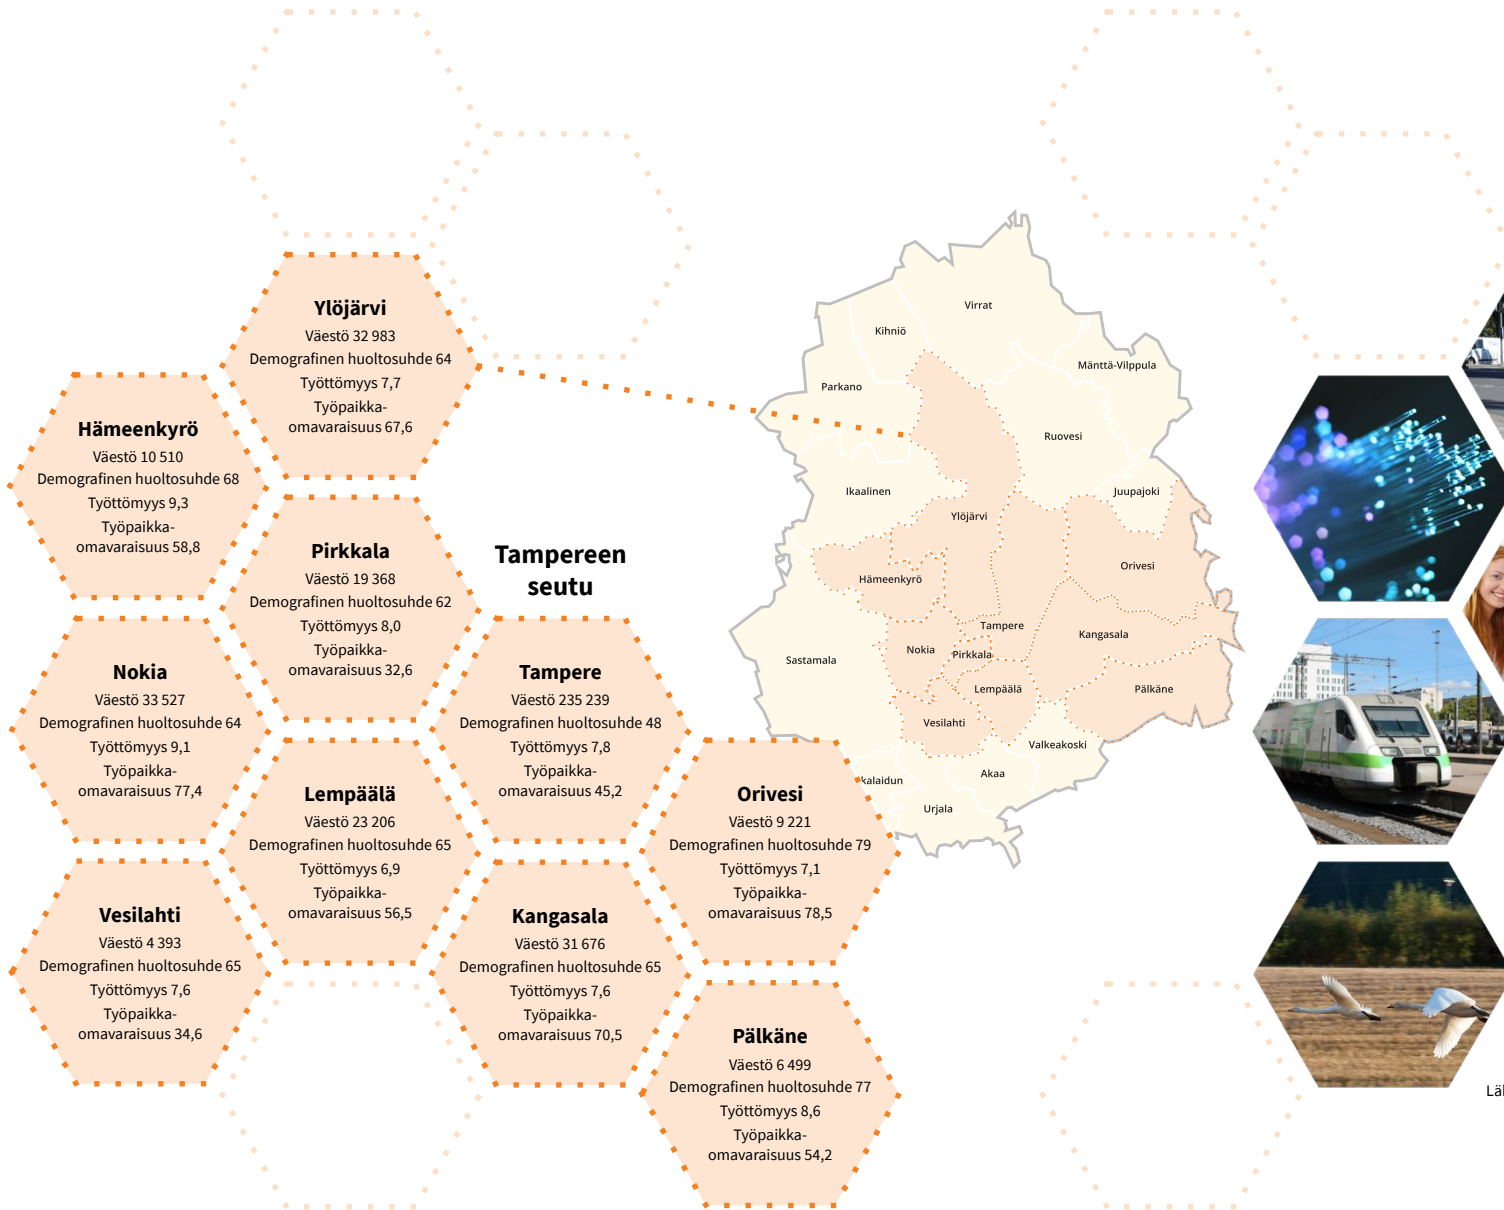 Ylöjärvi
Väestö 32 983
Demografinen huoltosuhde 64
Työttömyys 7,7
Työpaikka-
omavaraisuus 67,6
Hämeenkyrö
Väestö 10 510
Demografinen huoltosuhde 68
Työttömyys 9,3
Työpaikka-
omavaraisuus 58,8
Pirkkala
Väestö 19 368
Demografinen huoltosuhde 62
Työttömyys 8,0
Työpaikka-
omavaraisuus 32,6
Tampereen
seutu
Nokia
Väestö 33 527
Demografinen huoltosuhde 64
Työttömyys 9,1
Työpaikka-
omavaraisuus 77,4
Tampere
Väestö 235 239
Demografinen huoltosuhde 48
Työttömyys 7,8
Työpaikka-
omavaraisuus 45,2
Lempäälä
Väestö 23 206
Demografinen huoltosuhde 65
Työttömyys 6,9
Työpaikka-
omavaraisuus 56,5
Orivesi
Väestö 9 221
Demografinen huoltosuhde 79
Työttömyys 7,1
Työpaikka-
omavaraisuus 78,5
Vesilahti
Väestö 4 393
Demografinen huoltosuhde 65
Työttömyys 7,6
Työpaikka-
omavaraisuus 34,6
Kangasala
Väestö 31 676
Demografinen huoltosuhde 65
Työttömyys 7,6
Työpaikka-
omavaraisuus 70,5
Pälkäne
Väestö 6 499
Demografinen huoltosuhde 77
Työttömyys 8,6
Työpaikka-
omavaraisuus 54,2
Virrat
Kihniö
Mänttä-Vilppula
Parkano
Ruovesi
Ikaalinen
Juupajoki
Ylöjärvi
Orivesi
Hämeenkyrö
Tampere
Kangasala
Nokia
Pirkkala
Sastamala
Lempäälä
Pälkäne
Vesilahti
Valkeakoski
Akaa
kalaidun
Urjala